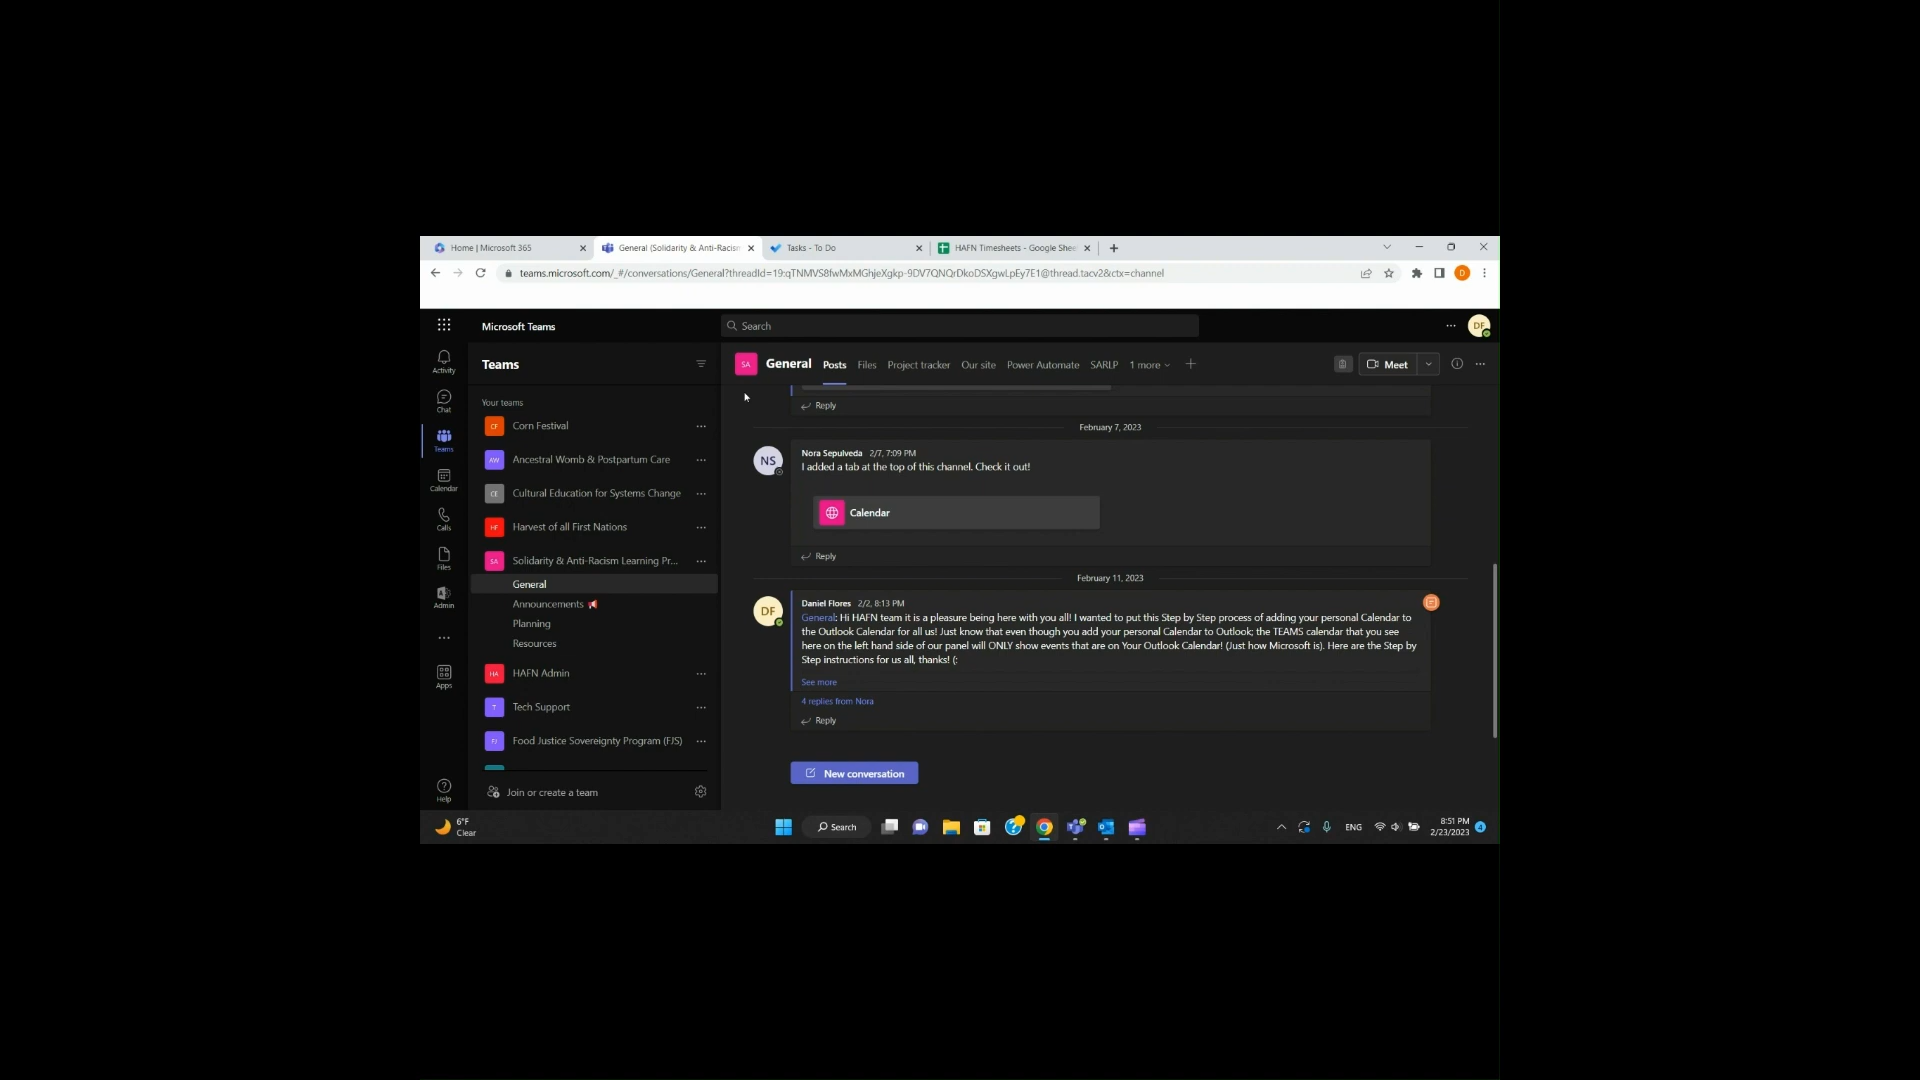 Home | Microsoft 365
General (Solidarity & Anti-Racism
Tasks - To Do
HAFN Timesheets - Google Shee
teams.microsoft.com/_#/conversations/General?threadId=19:qTNMVS8fwMxMGhjeXgkp-9DV7QNQrDkoDSXgwLpEy7E1@thread.tacv2&ctx=channel
D
Microsoft Teams
Search
DF
Activity
Chat
Teams
Calendar
Calls
Files
Admin
Apps
Help
Teams
Your teams
CF Corn Festival
AW Ancestral Womb & Postpartum Care
CE Cultural Education for Systems Change
HF Harvest of all First Nations
SA Solidarity & Anti-Racism Learning Pr...
General
Announcements
Planning
Resources
HA HAFN Admin
T Tech Support
FJ Food Justice Sovereignty Program (FJS)
Join or create a team
SA General Posts Files Project tracker Our site Power Automate SARLP 1 more
Meet
Reply
February 7, 2023
NS
Nora Sepulveda 2/7, 7:09 PM
I added a tab at the top of this channel. Check it out!
Calendar
Reply
February 11, 2023
DF
Daniel Flores 2/2, 8:13 PM
General: Hi HAFN team it is a pleasure being here with you all! I wanted to put this Step by Step process of adding your personal Calendar to
the Outlook Calendar for all us! Just know that even though you add your personal Calendar to Outlook; the TEAMS calendar that you see
here on the left hand side of our panel will ONLY show events that are on Your Outlook Calendar! (Just how Microsoft is). Here are the Step by
Step instructions for us all, thanks! (:
See more
4 replies from Nora
Reply
New conversation
6°F
Clear
Search
ENG
8:51 PM
2/23/2023
4